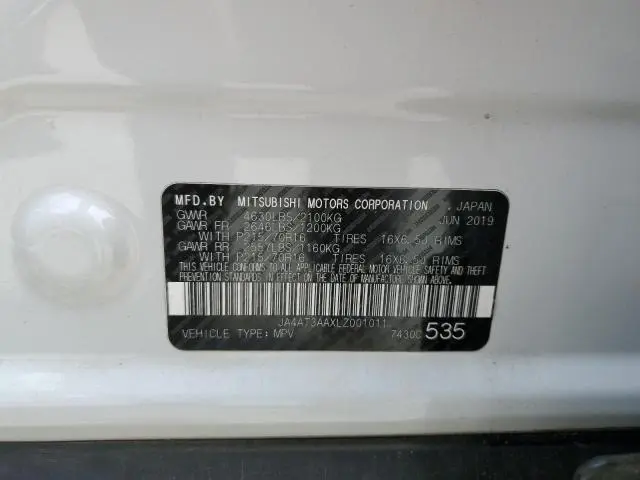 MFD.BY MITSUBISHI MOTORS CORPORATION , JAPAN
GVWR 4630LBS/2100KG JUN 2019
GAWR FR 2646LBS/1200KG
WITH P215/70R16 TIRES 16X6.5J RIMS
GAWR RR 2557LBS/1160KG
WITH P215/70R16 TIRES 16X6.5J RIMS
THIS VEHICLE CONFORMS TO ALL APPLICABLE FEDERAL MOTOR VEHICLE SAFETY AND THEFT
PREVENTION STANDARDS IN EFFECT ON THE DATE OF MANUFACTURE SHOWN ABOVE.
JA4AT3AAXLZ001011
VEHICLE TYPE:MPV 7430C 535